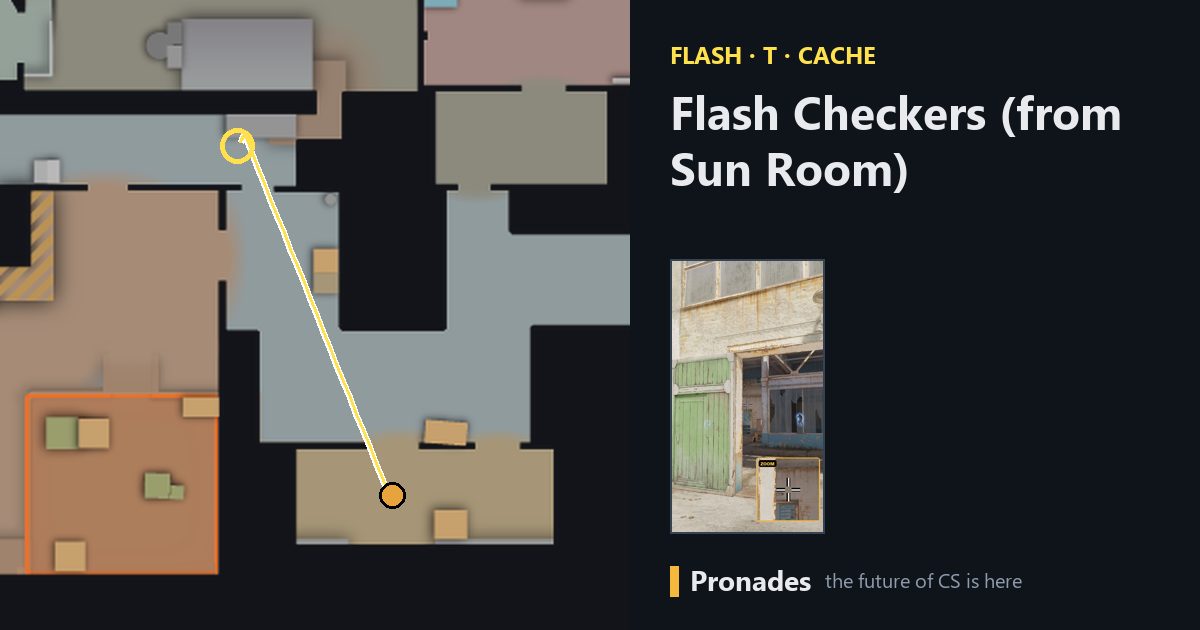 FLASH · T · CACHE
Flash Checkers (from
Sun Room)
ZOOM
Pronades the future of CS is here